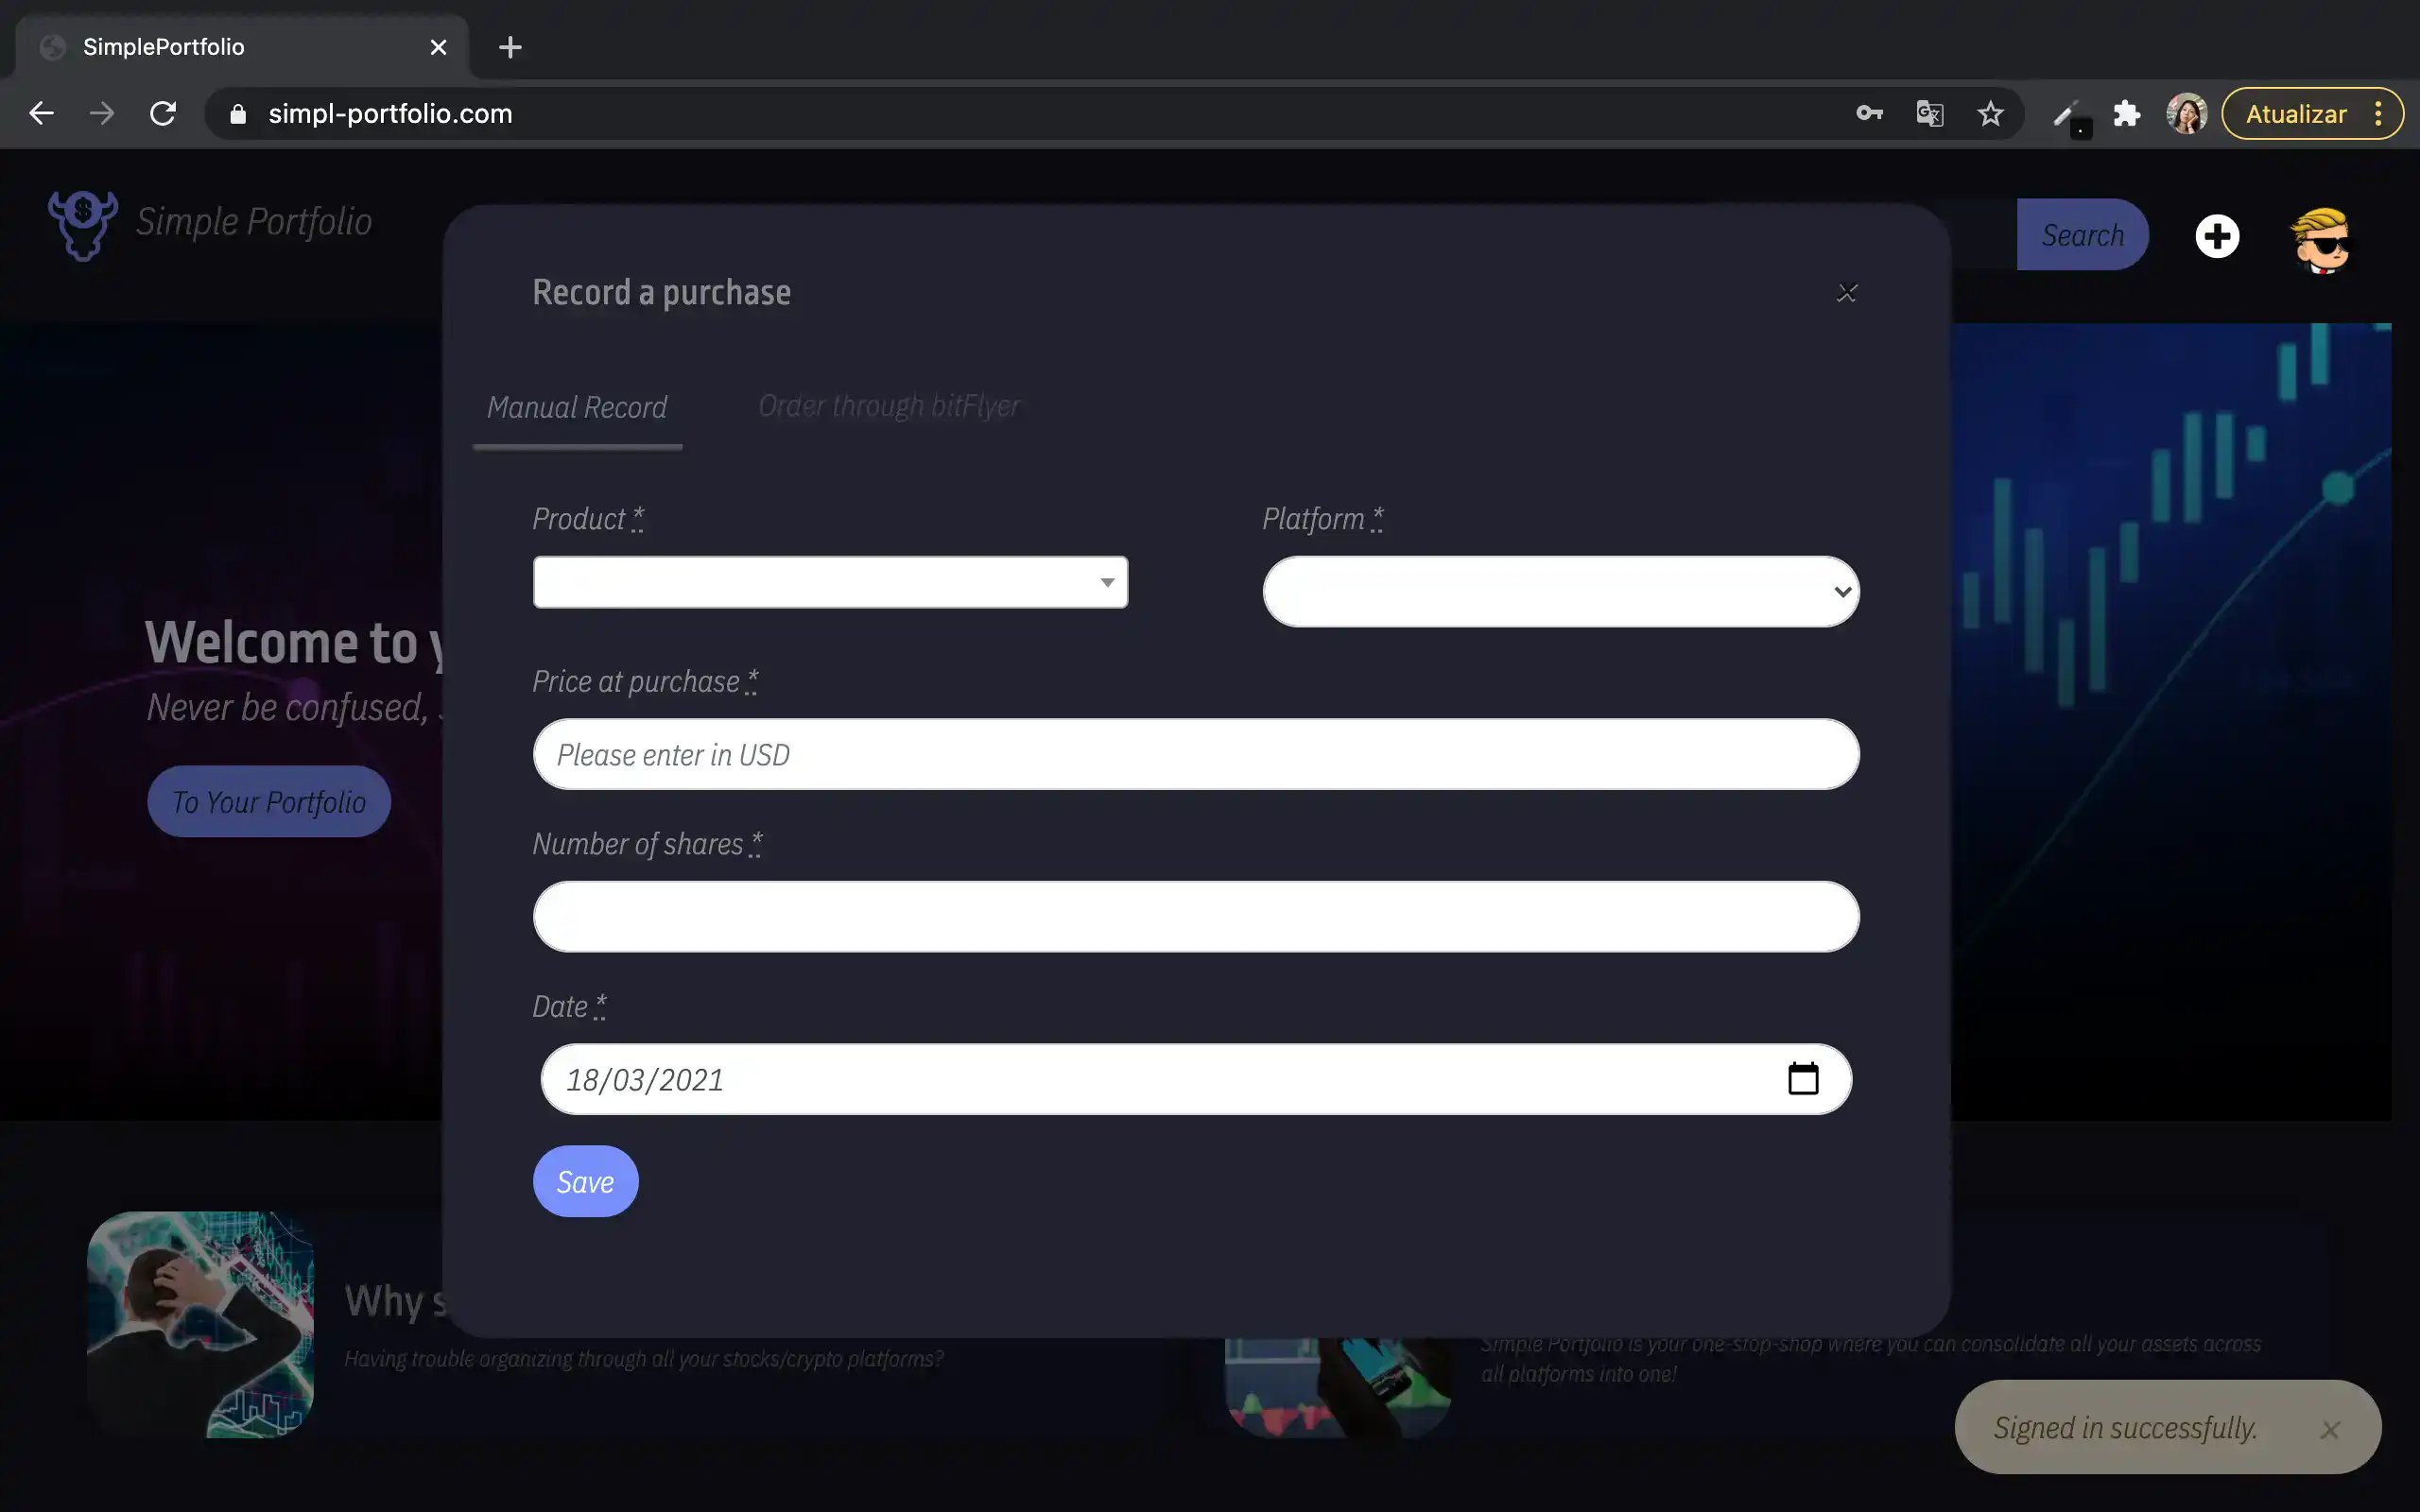 SimplePortfolio
simpl-portfolio.com
Atualizar
Simple Portfolio
Search
Record a purchase
Manual Record
Order through bitFlyer
Product *
Platform *
Price at purchase *
Please enter in USD
Number of shares *
Date *
18/03/2021
Save
Welcome to
Never be confused,
To Your Portfolio
Why
Having trouble organizing through all your stocks/crypto platforms?
Simple Portfolio is your one-stop-shop where you can consolidate all your assets across
all platforms into one!
Signed in successfully.